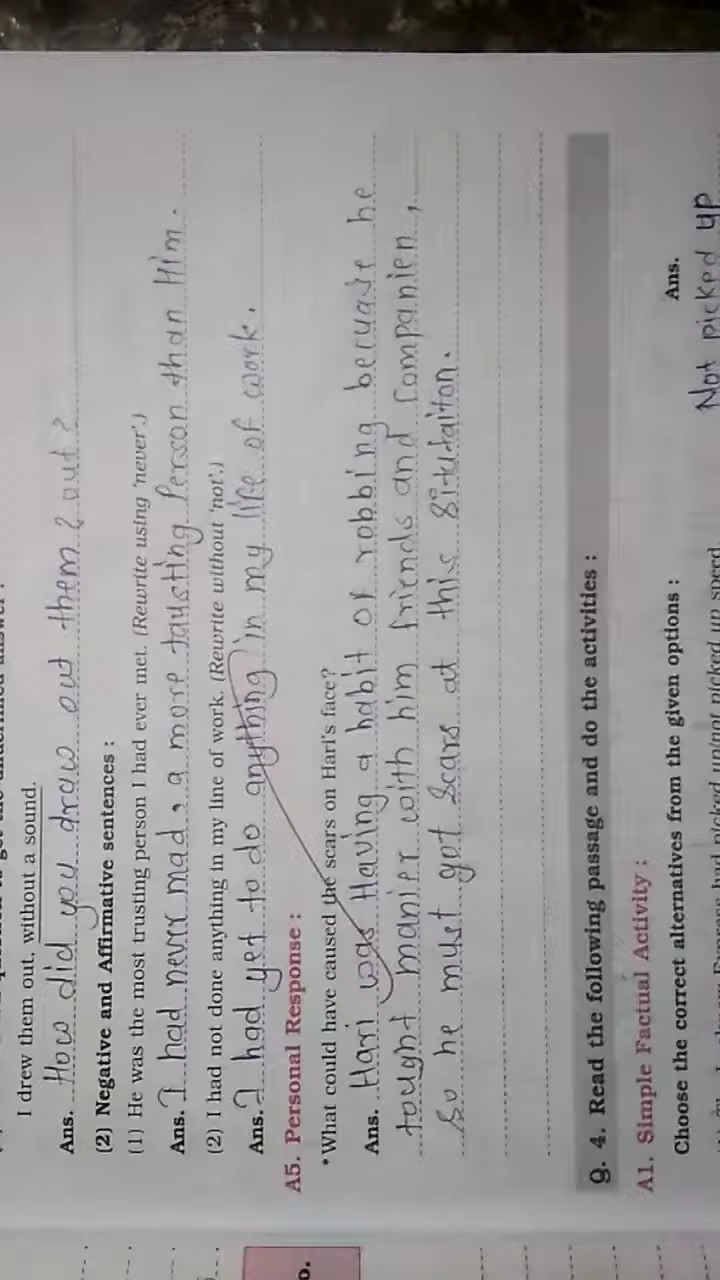 I drew them out, without a sound.
Ans. How did you draw out them ? out?
(2) Negative and Affirmative sentences :
(1) He was the most trusting person I had ever met. (Rewrite using 'never'.)
Ans. I had nevrr mad, a more tausting Person than Him.
(2) I had not done anything in my line of work. (Rewrite without 'not'.)
Ans. I had yet to do anything in my life of work.
A5. Personal Response :
*What could have caused the scars on Hari's face?
Ans. Hari was Having a habit of robbing becuase he
tought manier with him friends and companien,
so he must got scars at this situtaiton.
g. 4. Read the following passage and do the activities :
A1. Simple Factual Activity :
Choose the correct alternatives from the given options :
Ans.
Not picked up
o.